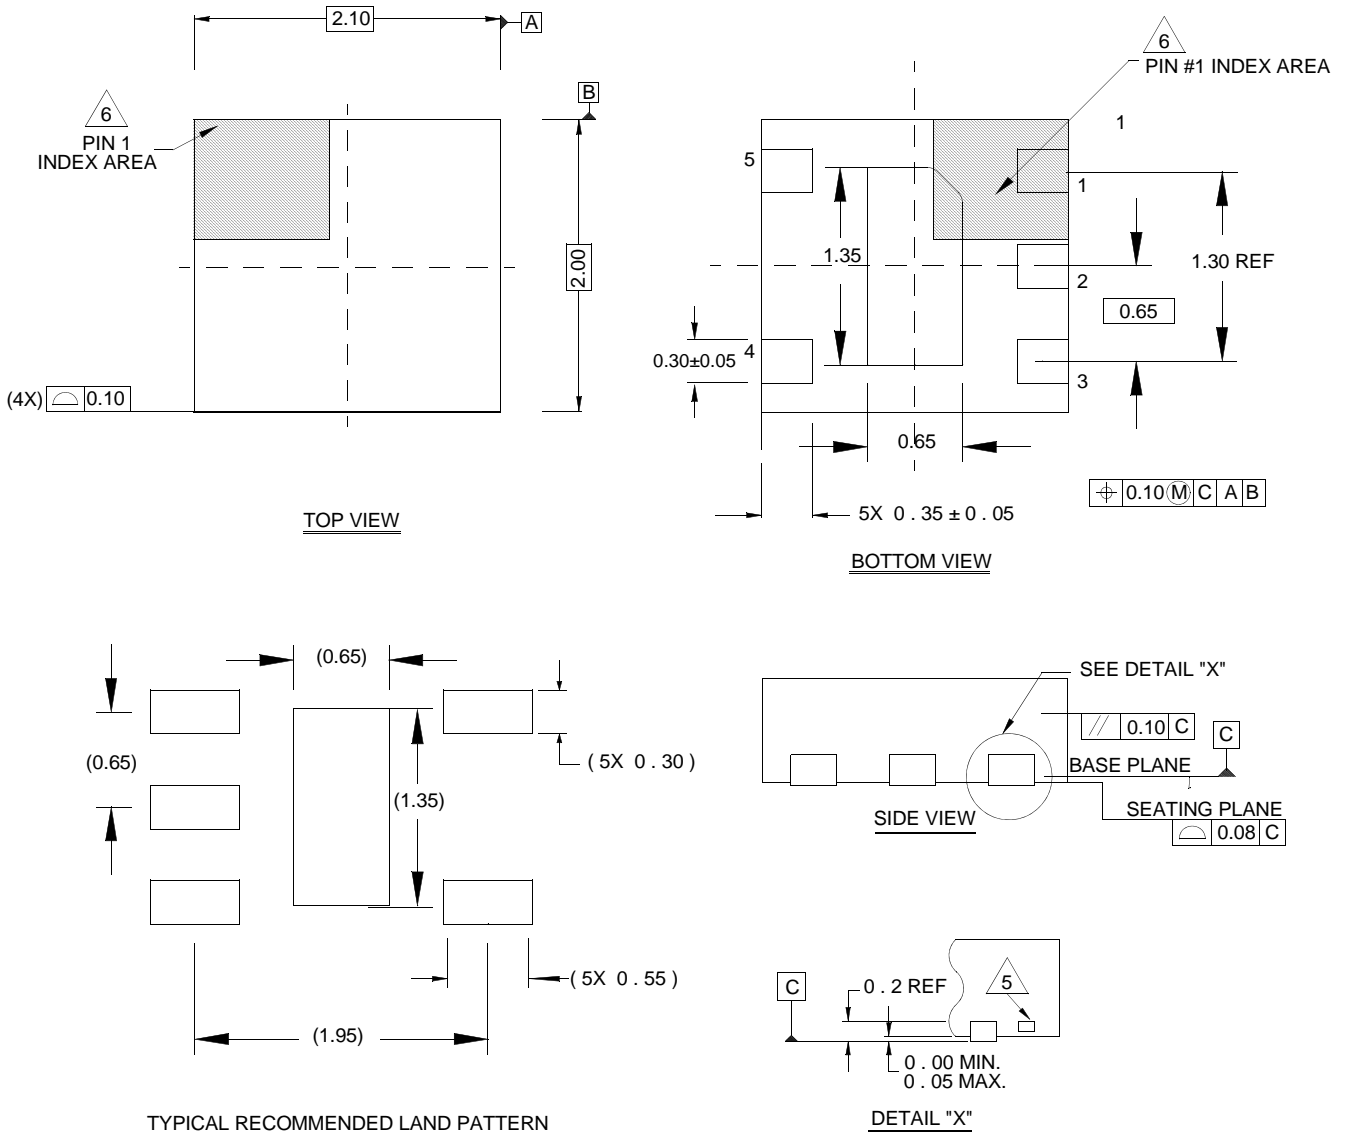 2.10
A
6
PIN 1
INDEX AREA
B
2.00
(4X) ⌓ 0.10
TOP VIEW
6
PIN #1 INDEX AREA
1
5
1
1.35
1.30 REF
2
0.65
4
0.30±0.05
3
0.65
⌖ 0.10 Ⓜ C A B
5X 0 . 35 ± 0 . 05
BOTTOM VIEW
(0.65)
(0.65)
( 5X 0 . 30 )
(1.35)
( 5X 0 . 55 )
(1.95)
TYPICAL RECOMMENDED LAND PATTERN
SEE DETAIL "X"
// 0.10 C
C
BASE PLANE
SEATING PLANE
⌓ 0.08 C
SIDE VIEW
C
0 . 2 REF
5
0 . 00 MIN.
0 . 05 MAX.
DETAIL "X"